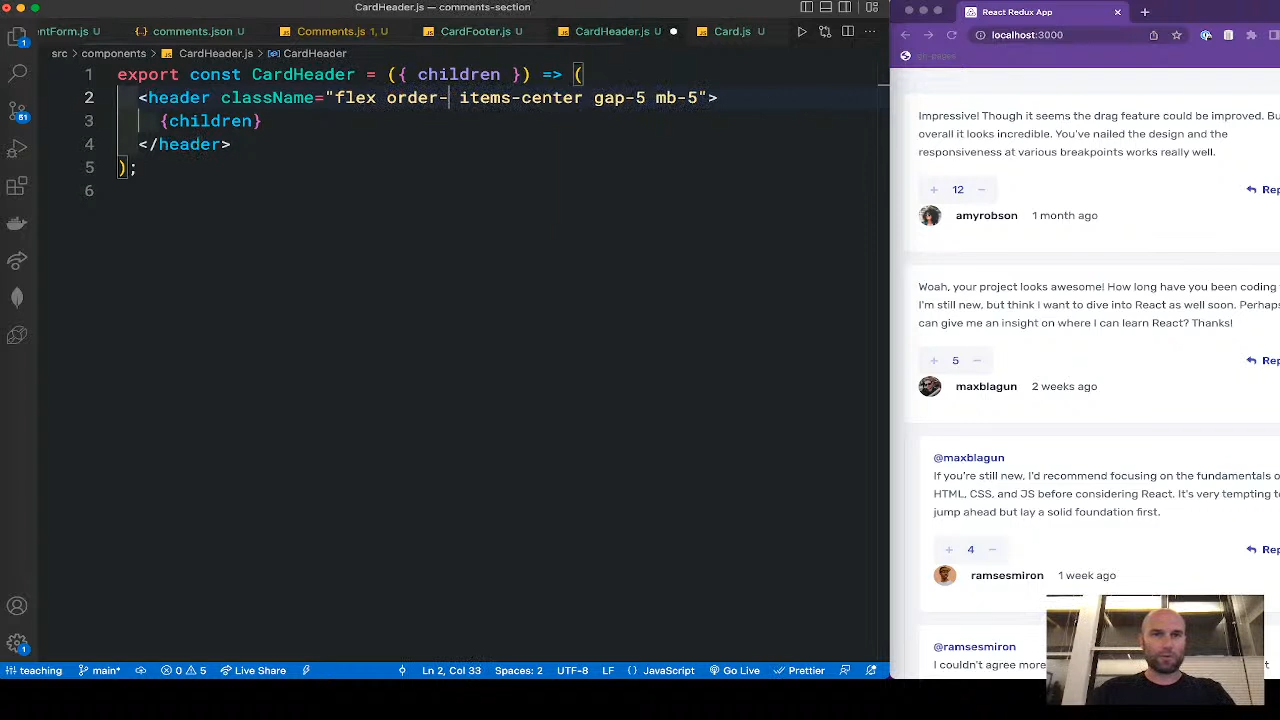 CardHeader.js — comments-section
ntForm.js U
comments.json U
Comments.js 1, U
CardFooter.js U
CardHeader.js U
Card.js U
src > components > CardHeader.js > CardHeader
1 export const CardHeader = ({ children }) => (
2 <header className="flex order- items-center gap-5 mb-5">
3 {children}
4 </header>
5 );
6
1
51
1
teaching main* 0 5 Live Share Ln 2, Col 33 Spaces: 2 UTF-8 LF { } JavaScript Go Live Prettier
React Redux App
localhost:3000
gh-pages
Impressive! Though it seems the drag feature could be improved. Bu
overall it looks incredible. You've nailed the design and the
responsiveness at various breakpoints works really well.
+ 12 − Rep
amyrobson 1 month ago
Woah, your project looks awesome! How long have you been coding
I'm still new, but think I want to dive into React as well soon. Perhaps
can give me an insight on where I can learn React? Thanks!
+ 5 − Rep
maxblagun 2 weeks ago
@maxblagun
If you're still new, I'd recommend focusing on the fundamentals o
HTML, CSS, and JS before considering React. It's very tempting to
jump ahead but lay a solid foundation first.
+ 4 − Rep
ramsesmiron 1 week ago
@ramsesmiron
I couldn't agree more
t